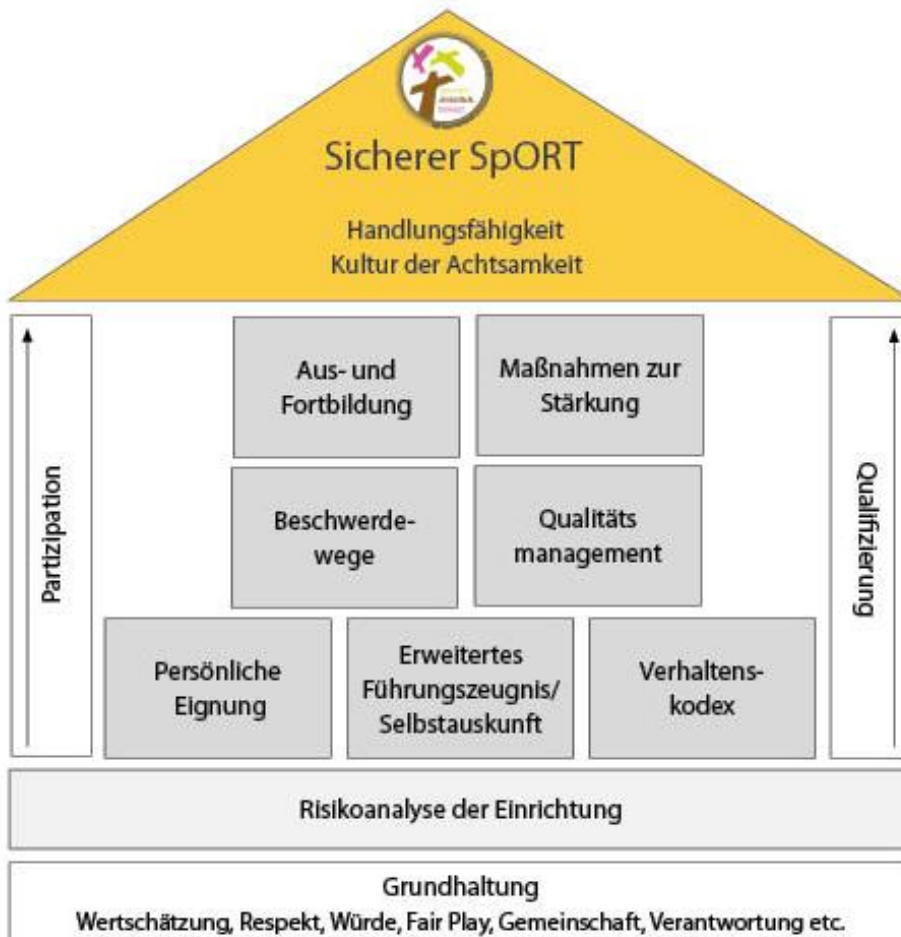 Sicherer SpORT
Handlungsfähigkeit
Kultur der Achtsamkeit
Partizipation
Aus- und
Fortbildung
Maßnahmen zur
Stärkung
Qualifizierung
Beschwerde-
wege
Qualitäts
management
Persönliche
Eignung
Erweitertes
Führungszeugnis/
Selbstauskunft
Verhaltens-
kodex
Risikoanalyse der Einrichtung
Grundhaltung
Wertschätzung, Respekt, Würde, Fair Play, Gemeinschaft, Verantwortung etc.